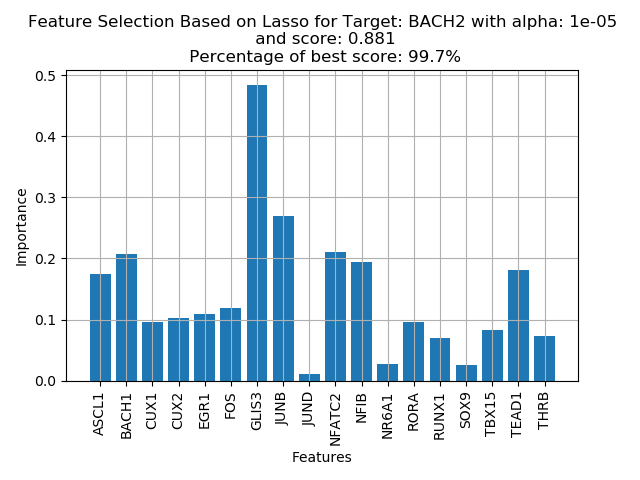 Feature Selection Based on Lasso for Target: BACH2 with alpha: 1e-05
and score: 0.881
Percentage of best score: 99.7%
0.5
0.4
0.3
0.2
0.1
0.0
Importance
ASCL1
BACH1
CUX1
CUX2
EGR1
FOS
GLIS3
JUNB
JUND
NFATC2
NFIB
NR6A1
RORA
RUNX1
SOX9
TBX15
TEAD1
THRB
Features